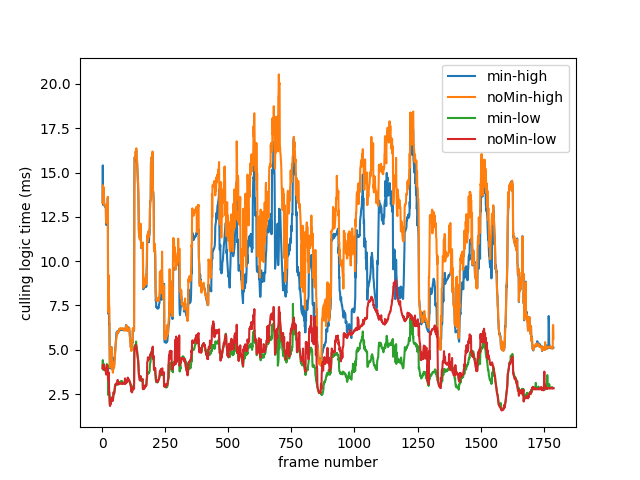 min-high
noMin-high
min-low
noMin-low
20.0
17.5
15.0
12.5
10.0
7.5
5.0
2.5
culling logic time (ms)
0 250 500 750 1000 1250 1500 1750
frame number